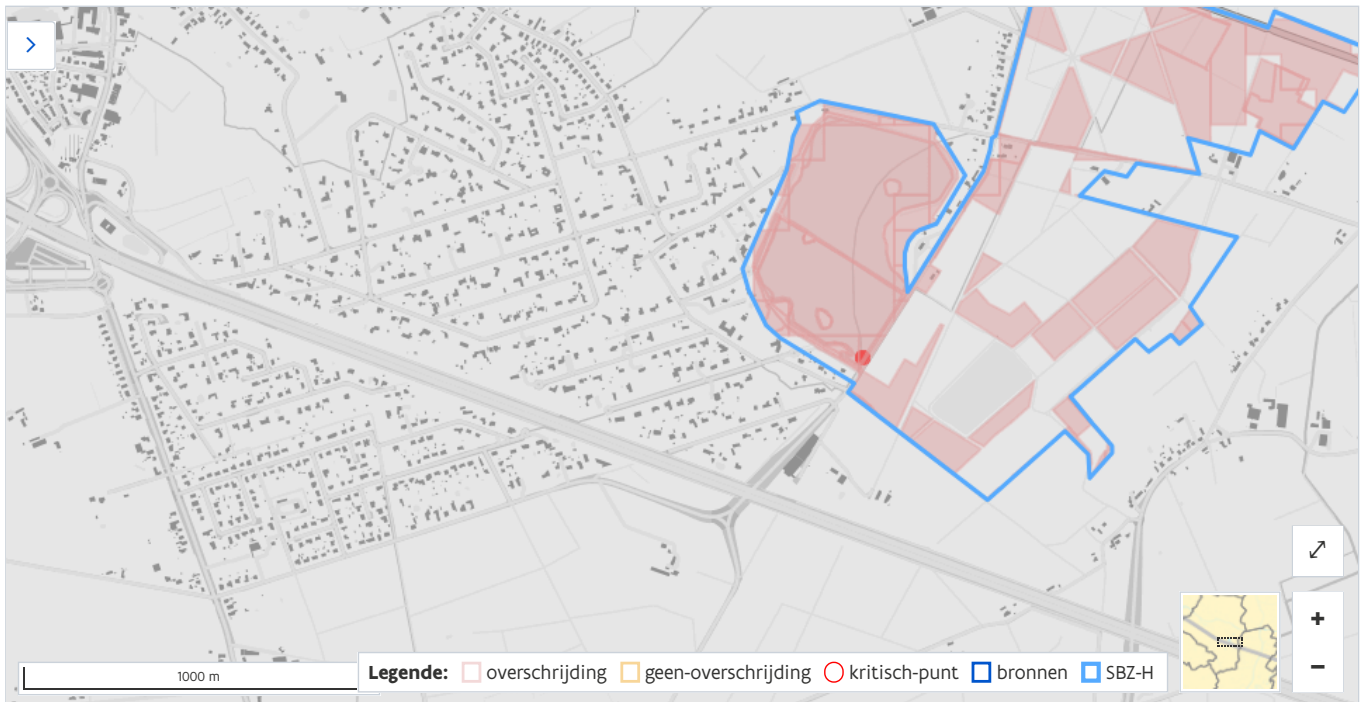 1000 m
Legende: overschrijding geen-overschrijding kritisch-punt bronnen SBZ-H
+
−